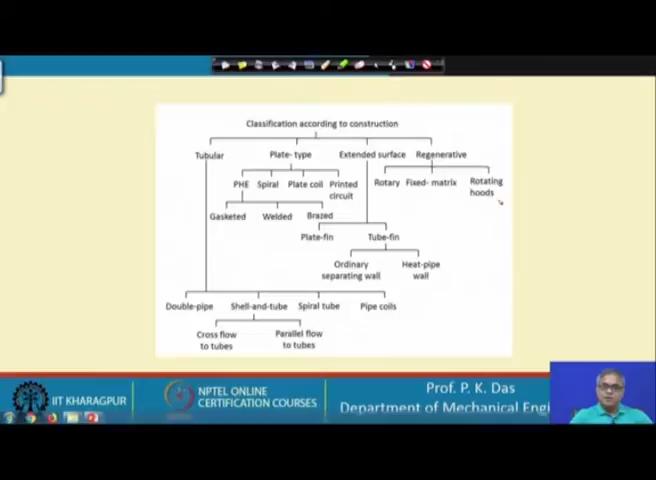 Classification according to construction
Tubular
Plate- type
Extended surface
Regenerative
PHE
Spiral
Plate coil
Printed
circuit
Rotary
Fixed- matrix
Rotating
hoods
Gasketed
Welded
Brazed
Plate-fin
Tube-fin
Ordinary
separating wall
Heat-pipe
wall
Double-pipe
Shell-and-tube
Spiral tube
Pipe coils
Cross flow
to tubes
Parallel flow
to tubes
IIT KHARAGPUR
NPTEL ONLINE
CERTIFICATION COURSES
Prof. P. K. Das
Department of Mechanical Engi